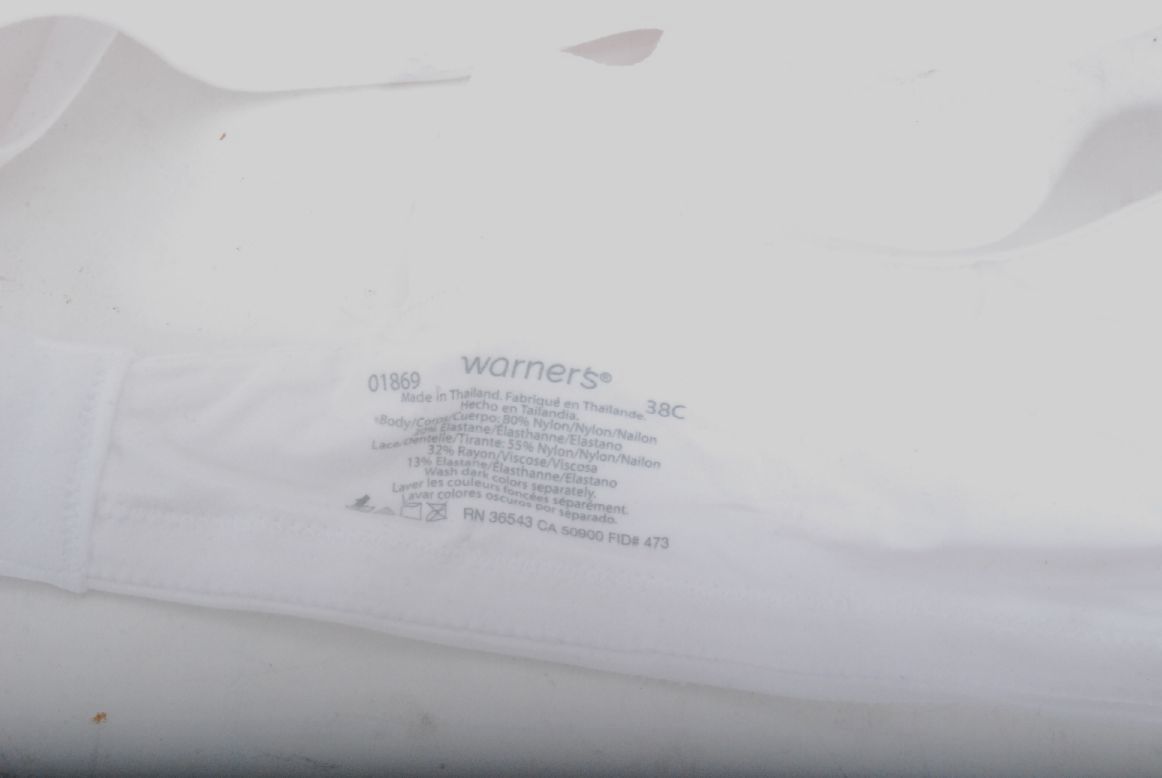 warner's®
01869
38C
Made in Thailand. Fabriqué en Thaïlande.
Hecho en Tailandia.
Body/Corps/Cuerpo: 80% Nylon/Nylon/Nailon
20% Elastane/Élasthanne/Elastano
Lace/Dentelle/Tirante: 55% Nylon/Nylon/Nailon
32% Rayon/Viscose/Viscosa
13% Elastane/Élasthanne/Elastano
Wash dark colors separately.
Laver les couleurs foncées séparément.
Lavar colores oscuros por separado.
RN 36543 CA 50900 FID# 473